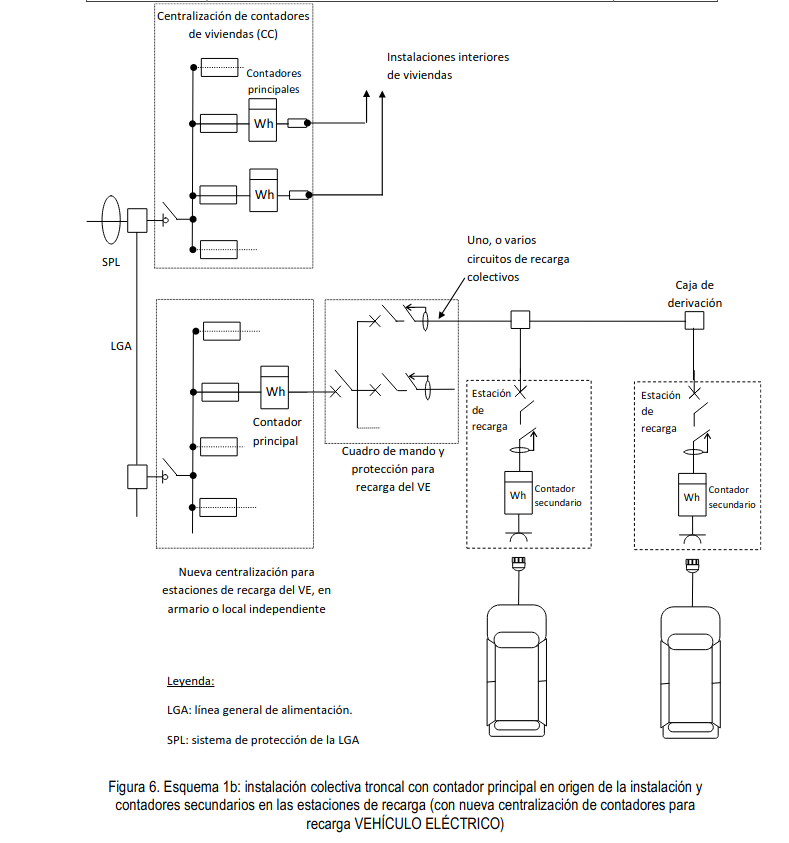 Centralización de contadores
de viviendas (CC)
Contadores
principales
Instalaciones interiores
de viviendas
Wh
Wh
SPL
Uno, o varios
circuitos de recarga
colectivos
Caja de
derivación
LGA
Wh
Contador
principal
Cuadro de mando y
protección para
recarga del VE
Estación
de
recarga
Wh
Contador
secundario
Estación
de
recarga
Wh
Contador
secundario
Nueva centralización para
estaciones de recarga del VE, en
armario o local independiente
Leyenda:
LGA: línea general de alimentación.
SPL: sistema de protección de la LGA
Figura 6. Esquema 1b: instalación colectiva troncal con contador principal en origen de la instalación y
contadores secundarios en las estaciones de recarga (con nueva centralización de contadores para
recarga VEHÍCULO ELÉCTRICO)